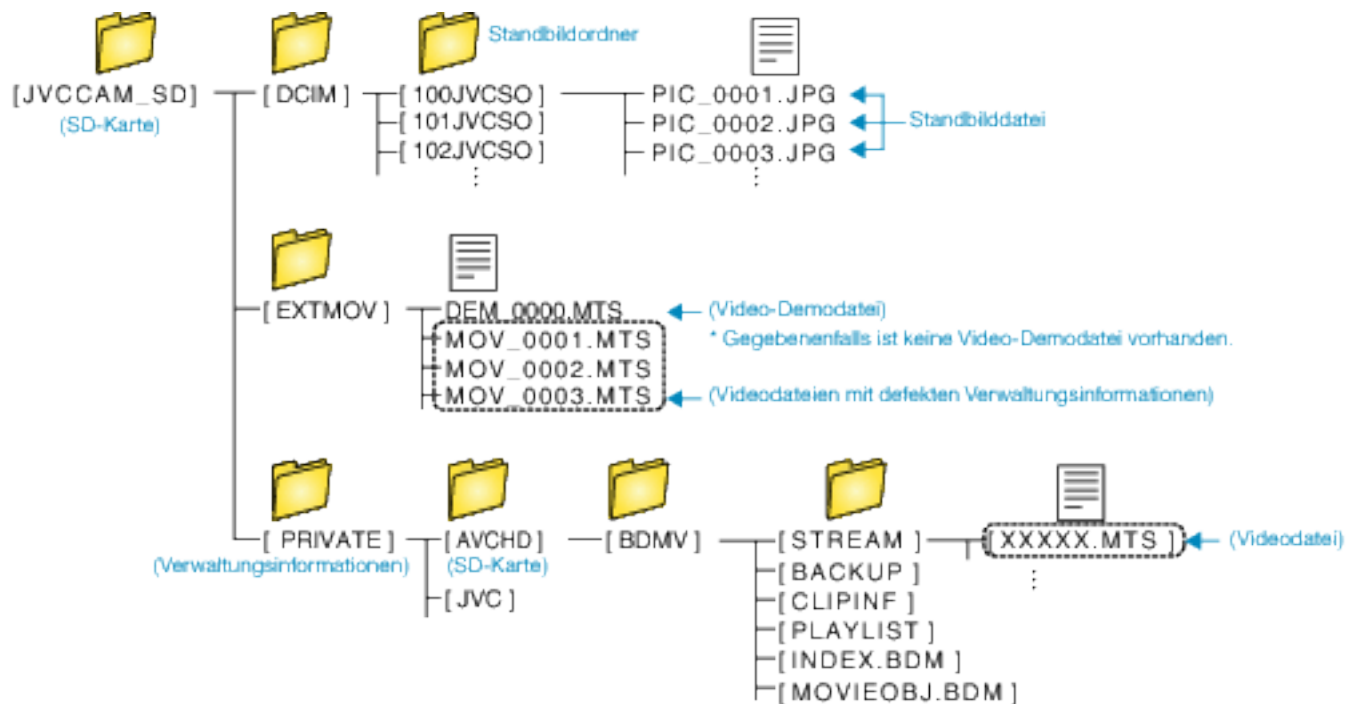 Standbildordner
[JVCCAM_SD]
(SD-Karte)
[DCIM]
[100JVCSO]
[101JVCSO]
[102JVCSO]
PIC_0001.JPG
PIC_0002.JPG
PIC_0003.JPG
Standbilddatei
[EXTMOV]
DEM_0000.MTS
(Video-Demodatei)
MOV_0001.MTS
* Gegebenenfalls ist keine Video-Demodatei vorhanden.
MOV_0002.MTS
MOV_0003.MTS
(Videodateien mit defekten Verwaltungsinformationen)
[PRIVATE]
(Verwaltungsinformationen)
[AVCHD]
(SD-Karte)
[JVC]
[BDMV]
[STREAM]
[BACKUP]
[CLIPINF]
[PLAYLIST]
[INDEX.BDM]
[MOVIEOBJ.BDM]
[XXXXX.MTS]
(Videodatei)